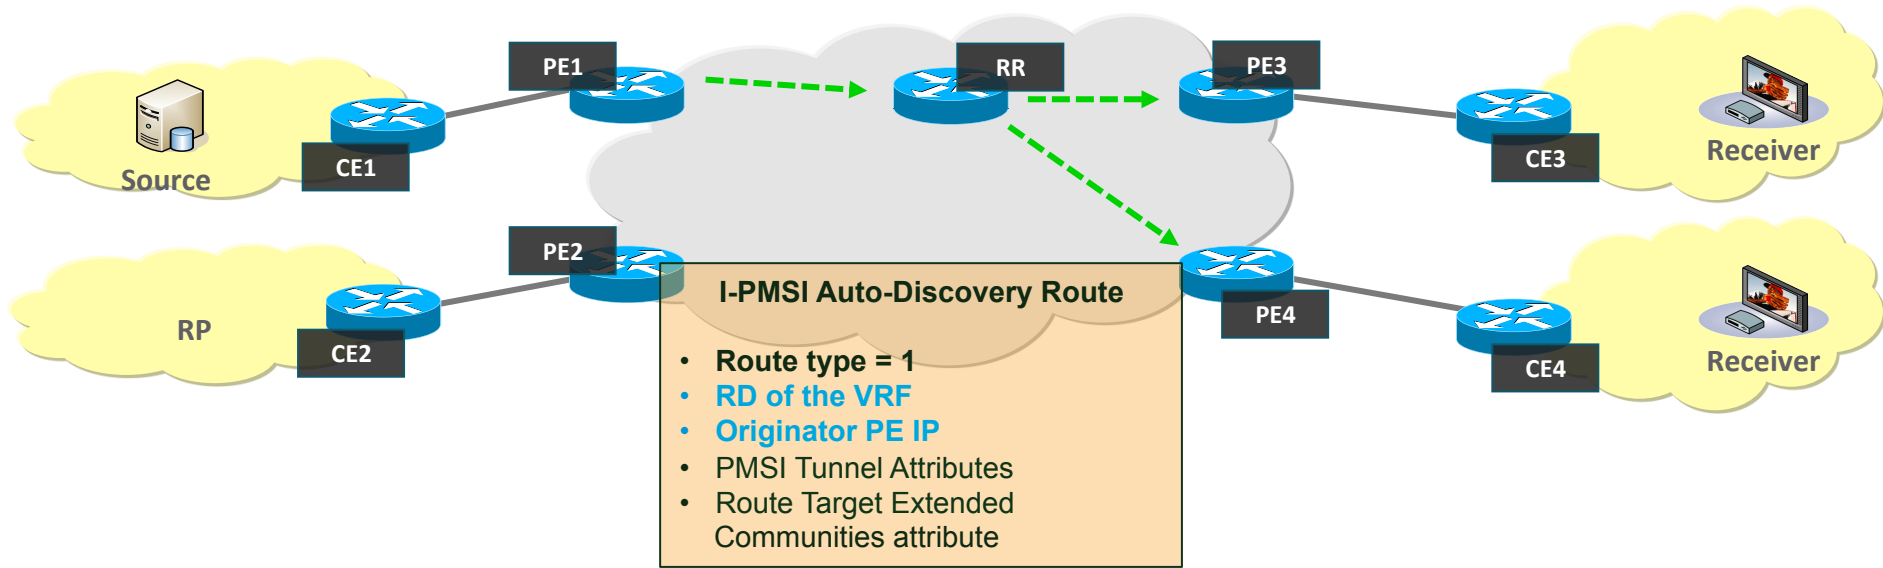 PE1
RR
PE3
CE1
Source
CE3
Receiver
PE2
RP
CE2
I-PMSI Auto-Discovery Route
• Route type = 1
• RD of the VRF
• Originator PE IP
• PMSI Tunnel Attributes
• Route Target Extended
Communities attribute
PE4
CE4
Receiver